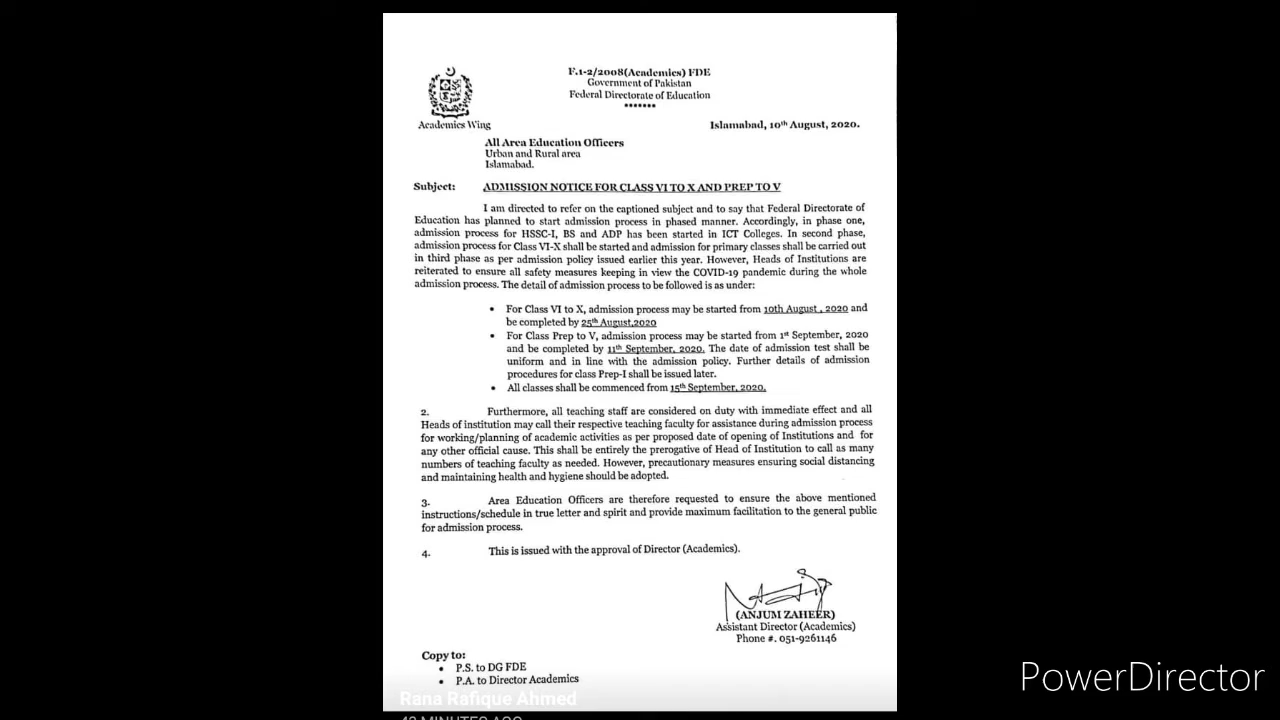 F.1-2/2008(Academics) FDE
Government of Pakistan
Federal Directorate of Education
*******
Academics Wing
Islamabad, 10th August, 2020.
All Area Education Officers
Urban and Rural area
Islamabad.
Subject: ADMISSION NOTICE FOR CLASS VI TO X AND PREP TO V
I am directed to refer on the captioned subject and to say that Federal Directorate of
Education has planned to start admission process in phased manner. Accordingly, in phase one,
admission process for HSSC-I, BS and ADP has been started in ICT Colleges. In second phase,
admission process for Class VI-X shall be started and admission for primary classes shall be carried out
in third phase as per admission policy issued earlier this year. However, Heads of Institutions are
reiterated to ensure all safety measures keeping in view the COVID-19 pandemic during the whole
admission process. The detail of admission process to be followed is as under:
• For Class VI to X, admission process may be started from 10th August , 2020 and
be completed by 25th August,2020
• For Class Prep to V, admission process may be started from 1st September, 2020
and be completed by 11th September, 2020. The date of admission test shall be
uniform and in line with the admission policy. Further details of admission
procedures for class Prep-I shall be issued later.
• All classes shall be commenced from 15th September, 2020.
2. Furthermore, all teaching staff are considered on duty with immediate effect and all
Heads of institution may call their respective teaching faculty for assistance during admission process
for working/planning of academic activities as per proposed date of opening of Institutions and for
any other official cause. This shall be entirely the prerogative of Head of Institution to call as many
numbers of teaching faculty as needed. However, precautionary measures ensuring social distancing
and maintaining health and hygiene should be adopted.
3. Area Education Officers are therefore requested to ensure the above mentioned
instructions/schedule in true letter and spirit and provide maximum facilitation to the general public
for admission process.
4. This is issued with the approval of Director (Academics).
(ANJUM ZAHEER)
Assistant Director (Academics)
Phone #. 051-9261146
Copy to:
• P.S. to DG FDE
• P.A. to Director Academics
Rana Rafique Ahmed
PowerDirector